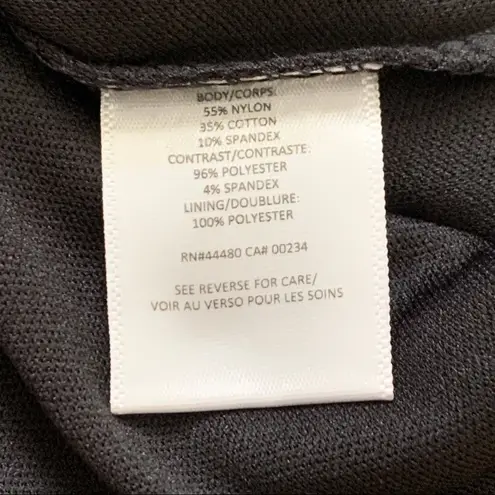 BODY/CORPS:
55% NYLON
35% COTTON
10% SPANDEX
CONTRAST/CONTRASTE:
96% POLYESTER
4% SPANDEX
LINING/DOUBLURE:
100% POLYESTER
RN#44480 CA# 00234
SEE REVERSE FOR CARE/
VOIR AU VERSO POUR LES SOINS